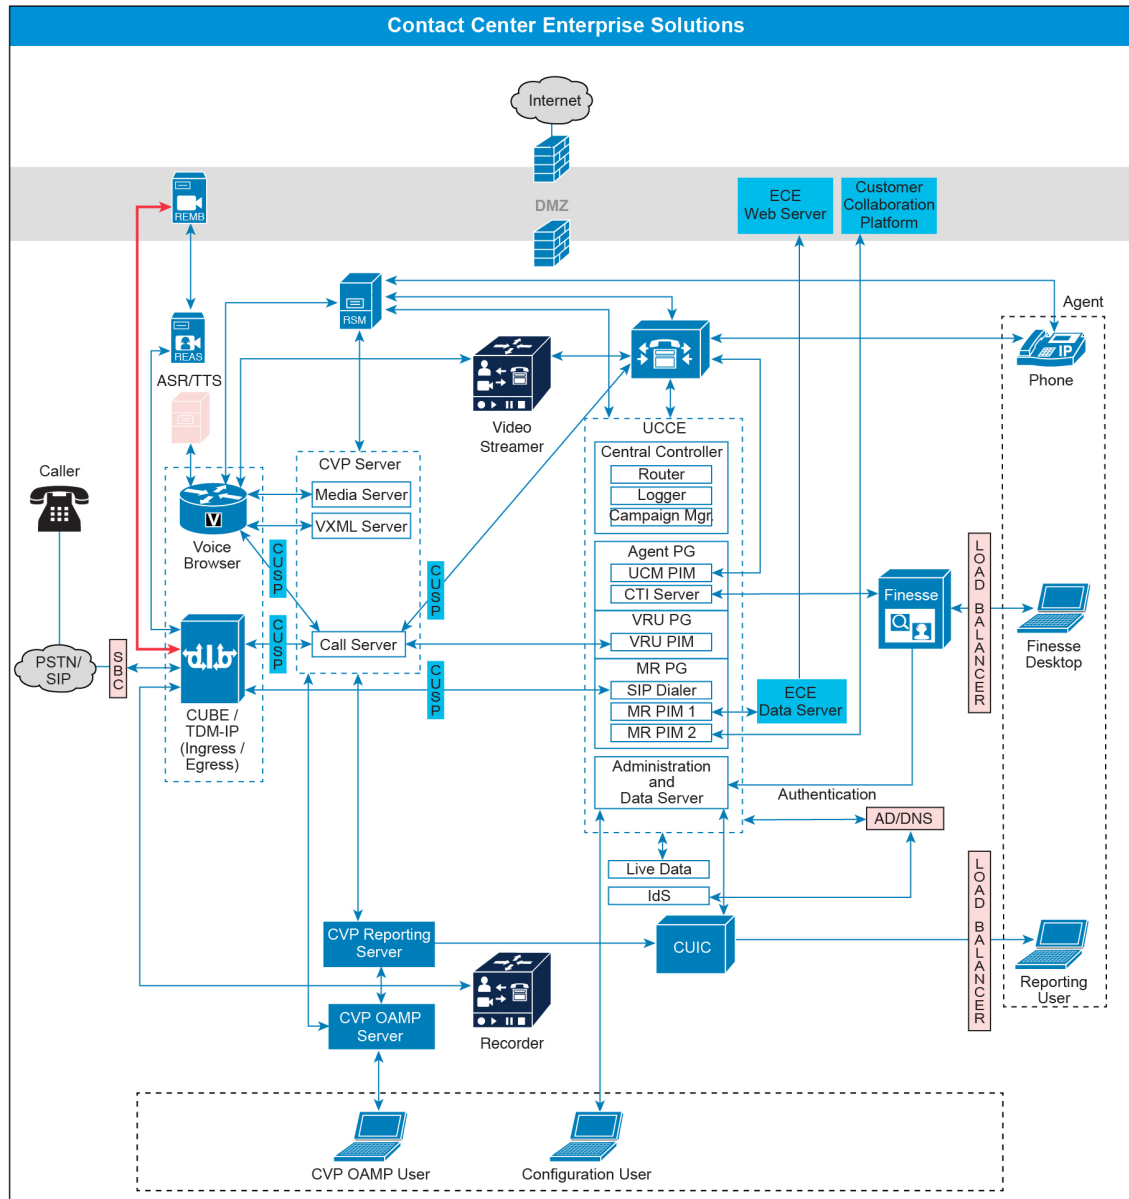 Contact Center Enterprise Solutions
Internet
DMZ
REMB
ECE
Web Server
Customer
Collaboration
Platform
RSM
REAS
ASR/TTS
Agent
IP
Phone
Video
Streamer
UCCE
Central Controller
Router
Logger
Campaign Mgr.
CVP Server
Media Server
VXML Server
Caller
V
Voice
Browser
CUSP
CUSP
CUSP
CUSP
Call Server
Agent PG
UCM PIM
CTI Server
VRU PG
VRU PIM
MR PG
SIP Dialer
MR PIM 1
MR PIM 2
Finesse
LOAD BALANCER
Finesse
Desktop
PSTN/
SIP
SBC
CUBE /
TDM-IP
(Ingress /
Egress)
ECE
Data Server
Administration
and
Data Server
Authentication
AD/DNS
Live Data
IdS
CUIC
LOAD BALANCER
Reporting
User
CVP Reporting
Server
CVP OAMP
Server
Recorder
CVP OAMP User
Configuration User